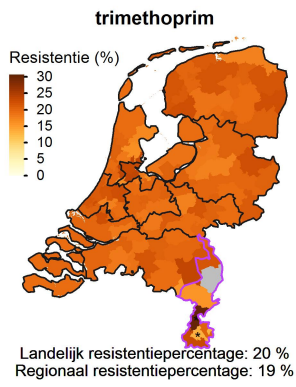 trimethoprim
Resistentie (%)
30
25
20
15
10
5
0
*
Landelijk resistentiepercentage: 20 %
Regionaal resistentiepercentage: 19 %